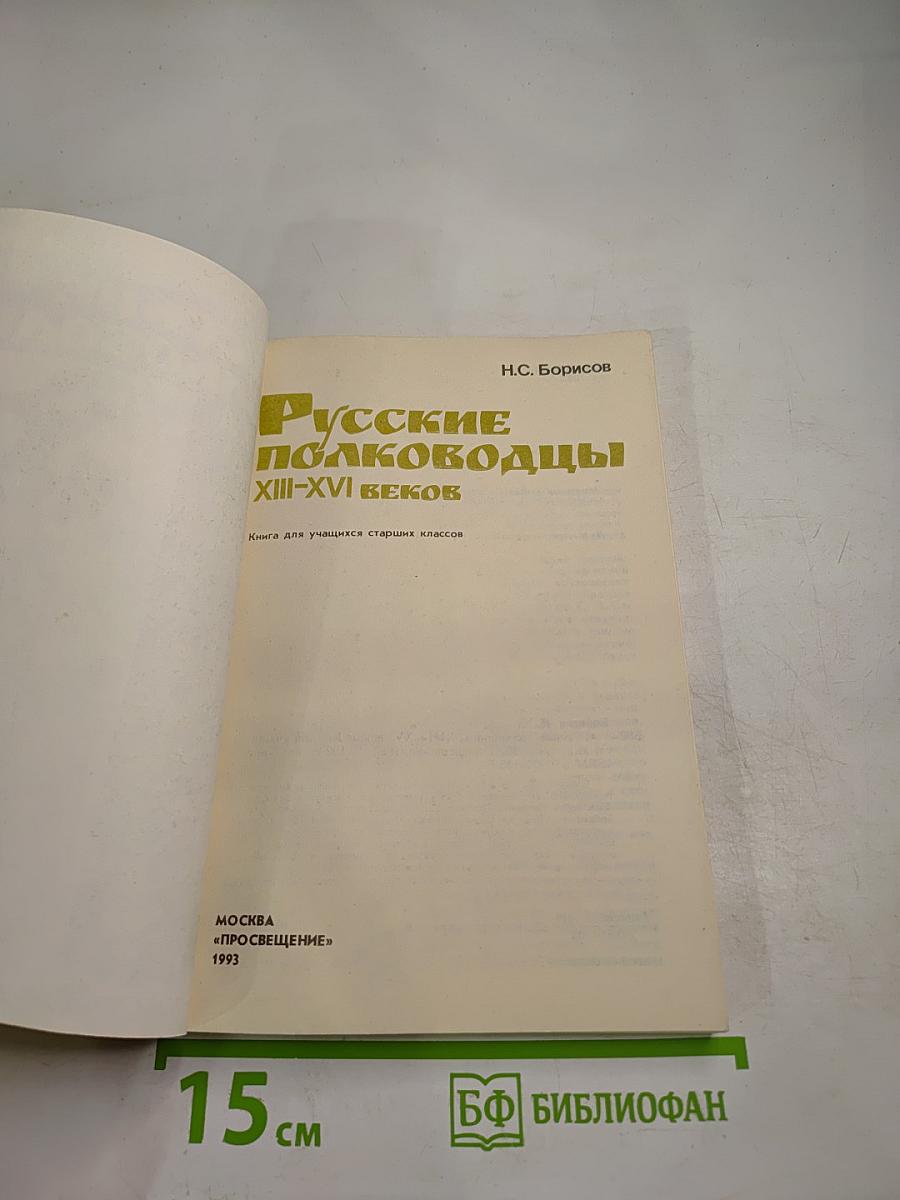 Н.С. Борисов
Русские
полководцы
XIII–XVI веков
Книга для учащихся старших классов
МОСКВА
«ПРОСВЕЩЕНИЕ»
1993
15 см
БФ БИБЛИОФАН